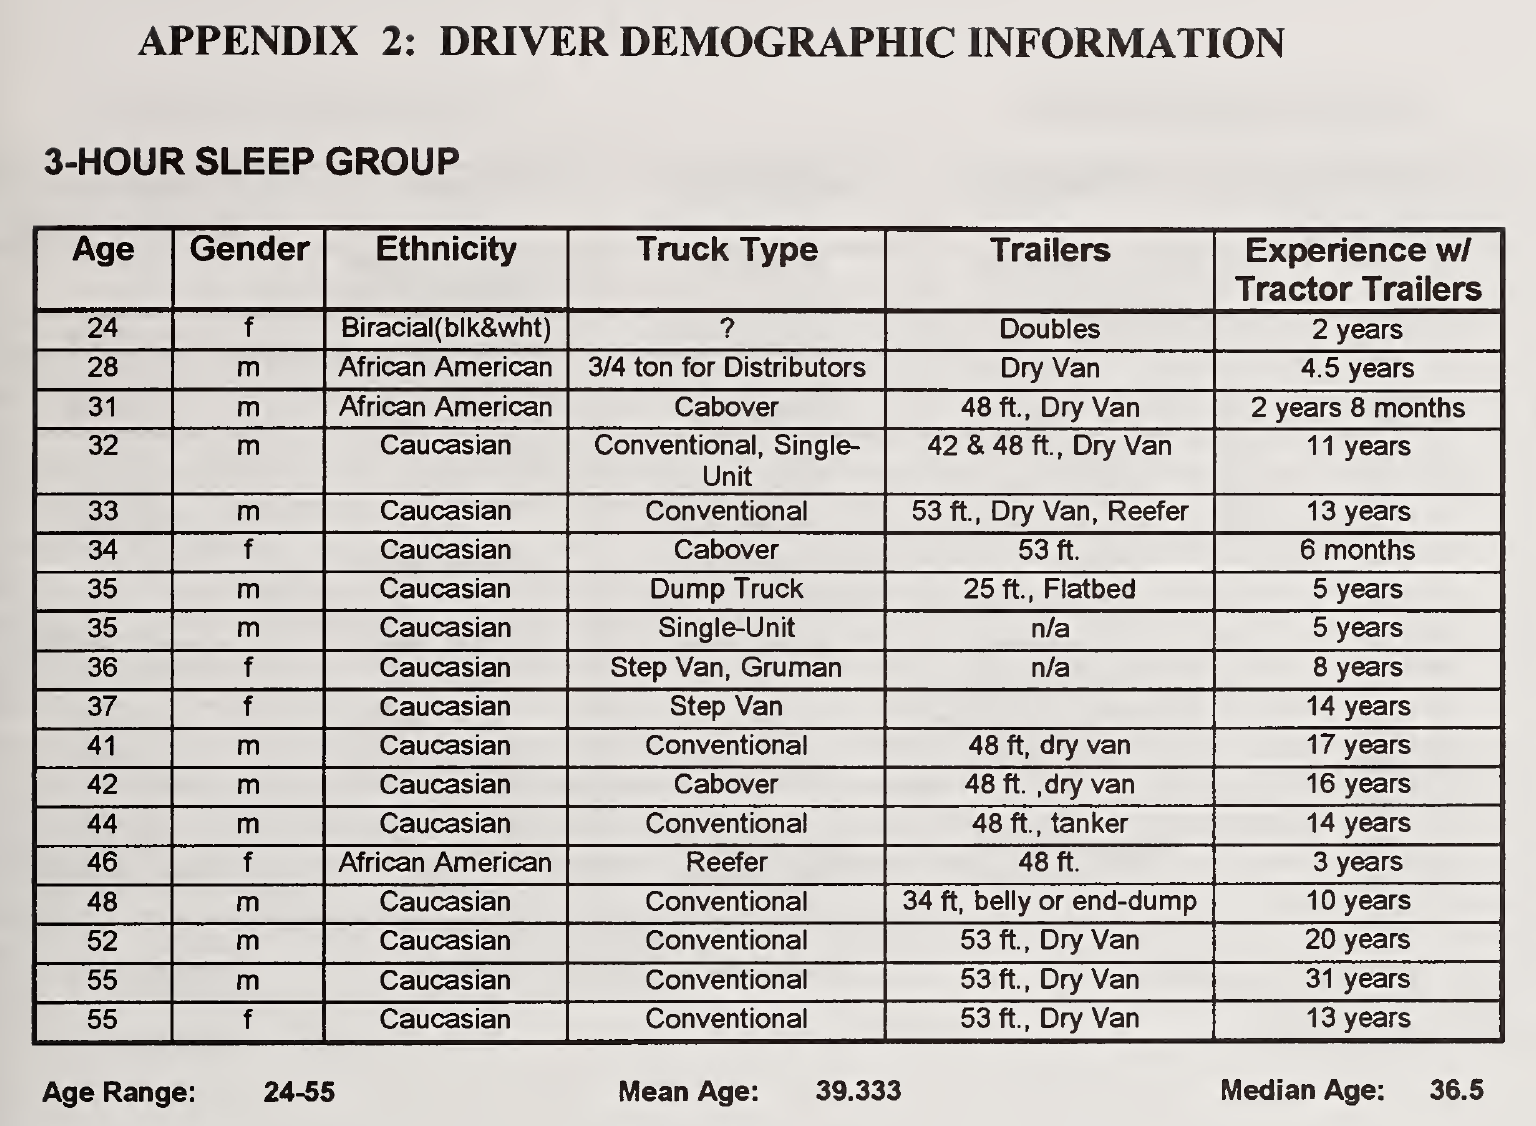 APPENDIX 2: DRIVER DEMOGRAPHIC INFORMATION
3-HOUR SLEEP GROUP
Age Gender Ethnicity Truck Type Trailers Experience w/ Tractor Trailers
24 f Biracial(blk&wht) ? Doubles 2 years
28 m African American 3/4 ton for Distributors Dry Van 4.5 years
31 m African American Cabover 48 ft., Dry Van 2 years 8 months
32 m Caucasian Conventional, Single-Unit 42 & 48 ft., Dry Van 11 years
33 m Caucasian Conventional 53 ft., Dry Van, Reefer 13 years
34 f Caucasian Cabover 53 ft. 6 months
35 m Caucasian Dump Truck 25 ft., Flatbed 5 years
35 m Caucasian Single-Unit n/a 5 years
36 f Caucasian Step Van, Gruman n/a 8 years
37 f Caucasian Step Van 14 years
41 m Caucasian Conventional 48 ft, dry van 17 years
42 m Caucasian Cabover 48 ft. ,dry van 16 years
44 m Caucasian Conventional 48 ft., tanker 14 years
46 f African American Reefer 48 ft. 3 years
48 m Caucasian Conventional 34 ft, belly or end-dump 10 years
52 m Caucasian Conventional 53 ft., Dry Van 20 years
55 m Caucasian Conventional 53 ft., Dry Van 31 years
55 f Caucasian Conventional 53 ft., Dry Van 13 years
Age Range: 24-55 Mean Age: 39.333 Median Age: 36.5